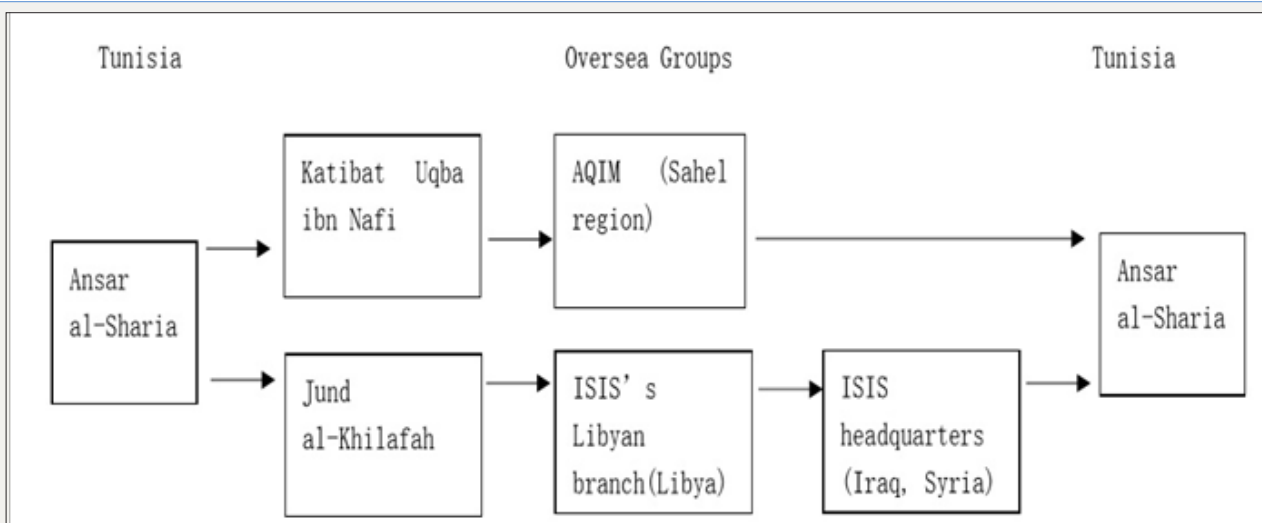 Tunisia
Oversea Groups
Tunisia
Katibat Uqba
ibn Nafi
AQIM (Sahel
region)
Ansar
al-Sharia
Ansar
al-Sharia
Jund
al-Khilafah
ISIS’s
Libyan
branch(Libya)
ISIS
headquarters
(Iraq, Syria)